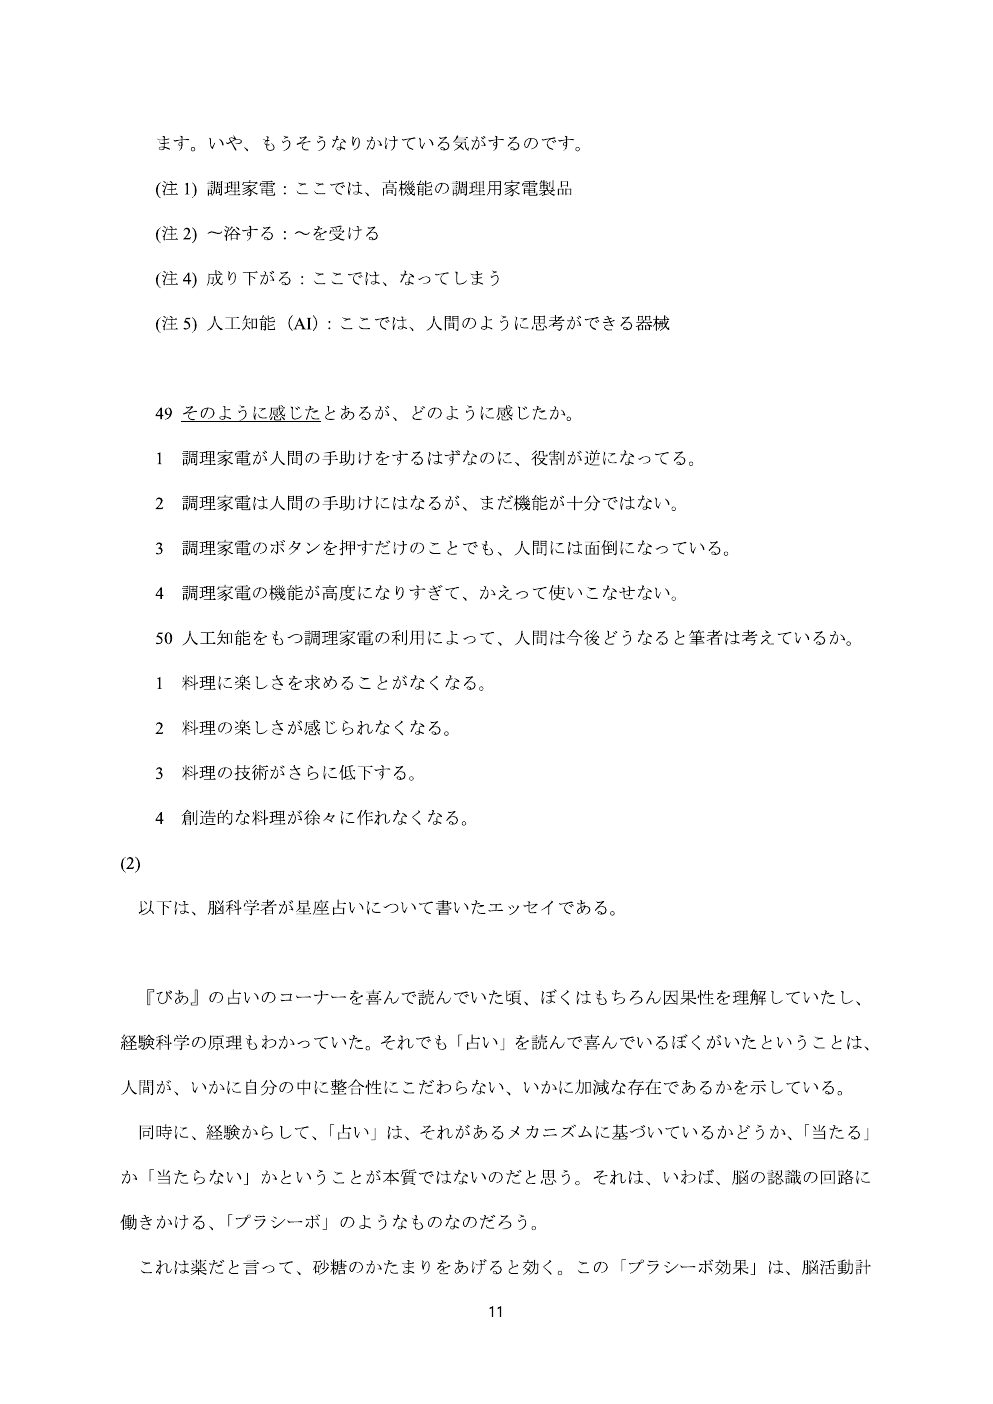 ます。いや、もうそうなりかけている気がするのです。
(注 1) 調理家電：ここでは、高機能の調理用家電製品
(注 2) ～浴する：～を受ける
(注 4) 成り下がる：ここでは、なってしまう
(注 5) 人工知能（AI）：ここでは、人間のように思考ができる器械
49 そのように感じたとあるが、どのように感じたか。
1 調理家電が人間の手助けをするはずなのに、役割が逆になってる。
2 調理家電は人間の手助けにはなるが、まだ機能が十分ではない。
3 調理家電のボタンを押すだけのことでも、人間には面倒になっている。
4 調理家電の機能が高度になりすぎて、かえって使いこなせない。
50 人工知能をもつ調理家電の利用によって、人間は今後どうなると筆者は考えているか。
1 料理に楽しさを求めることがなくなる。
2 料理の楽しさが感じられなくなる。
3 料理の技術がさらに低下する。
4 創造的な料理が徐々に作れなくなる。
(2)
以下は、脳科学者が星座占いについて書いたエッセイである。
『びあ』の占いのコーナーを喜んで読んでいた頃、ぼくはもちろん因果性を理解していたし、
経験科学の原理もわかっていた。それでも「占い」を読んで喜んでいるぼくがいたということは、
人間が、いかに自分の中に整合性にこだわらない、いかに加減な存在であるかを示している。
同時に、経験からして、「占い」は、それがあるメカニズムに基づいているかどうか、「当たる」
か「当たらない」かということが本質ではないのだと思う。それは、いわば、脳の認識の回路に
働きかける、「プラシーボ」のようなものなのだろう。
これは薬だと言って、砂糖のかたまりをあげると効く。この「プラシーボ効果」は、脳活動計
11